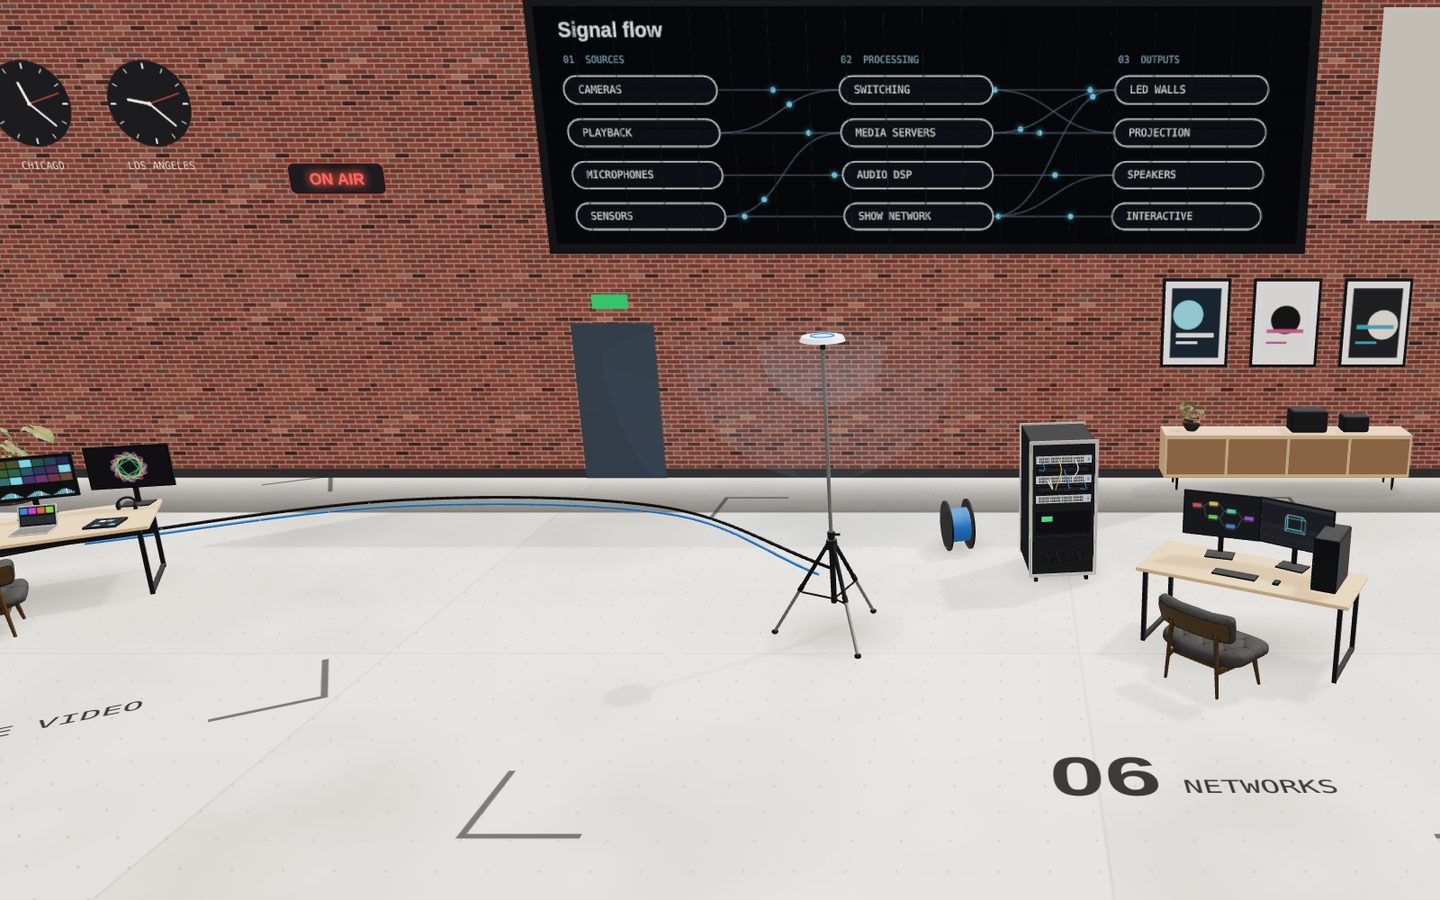 Signal flow
01 SOURCES
02 PROCESSING
03 OUTPUTS
CAMERAS
SWITCHING
LED WALLS
PLAYBACK
MEDIA SERVERS
PROJECTION
MICROPHONES
AUDIO DSP
SPEAKERS
SENSORS
SHOW NETWORK
INTERACTIVE
CHICAGO
LOS ANGELES
ON AIR
E VIDEO
06 NETWORKS